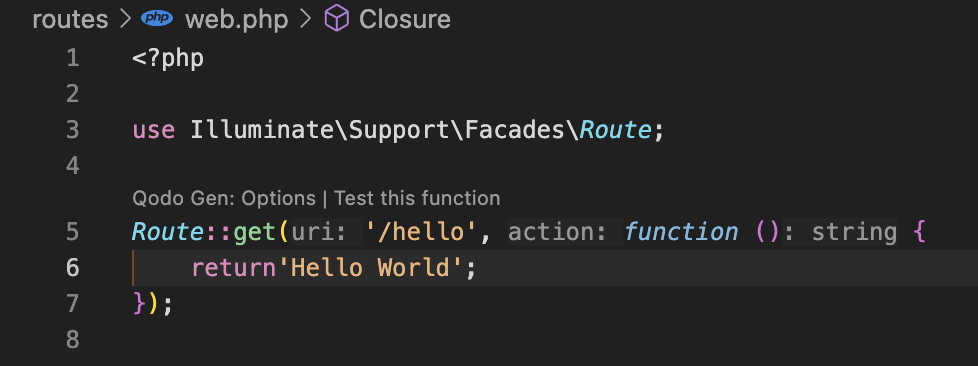 routes > php web.php > Closure
1 <?php
2
3 use Illuminate\Support\Facades\Route;
4
Qodo Gen: Options | Test this function
5 Route::get(uri: '/hello', action: function (): string {
6     return'Hello World';
7 });
8